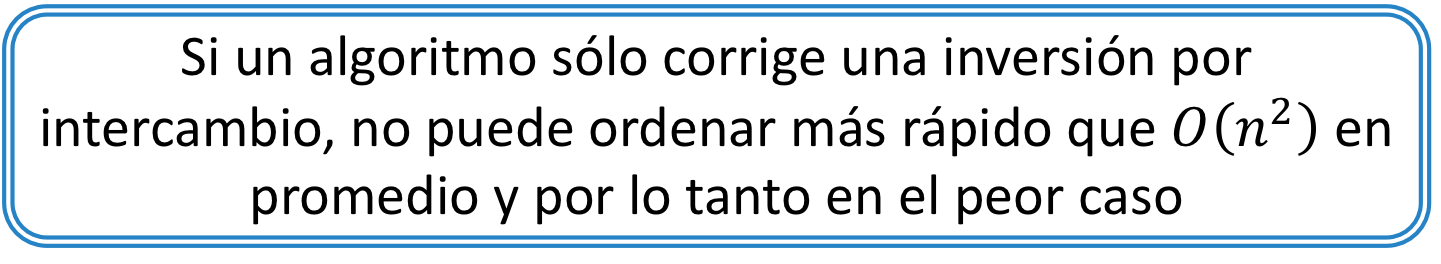 Si un algoritmo sólo corrige una inversión por
intercambio, no puede ordenar más rápido que 𝑂(𝑛²) en
promedio y por lo tanto en el peor caso